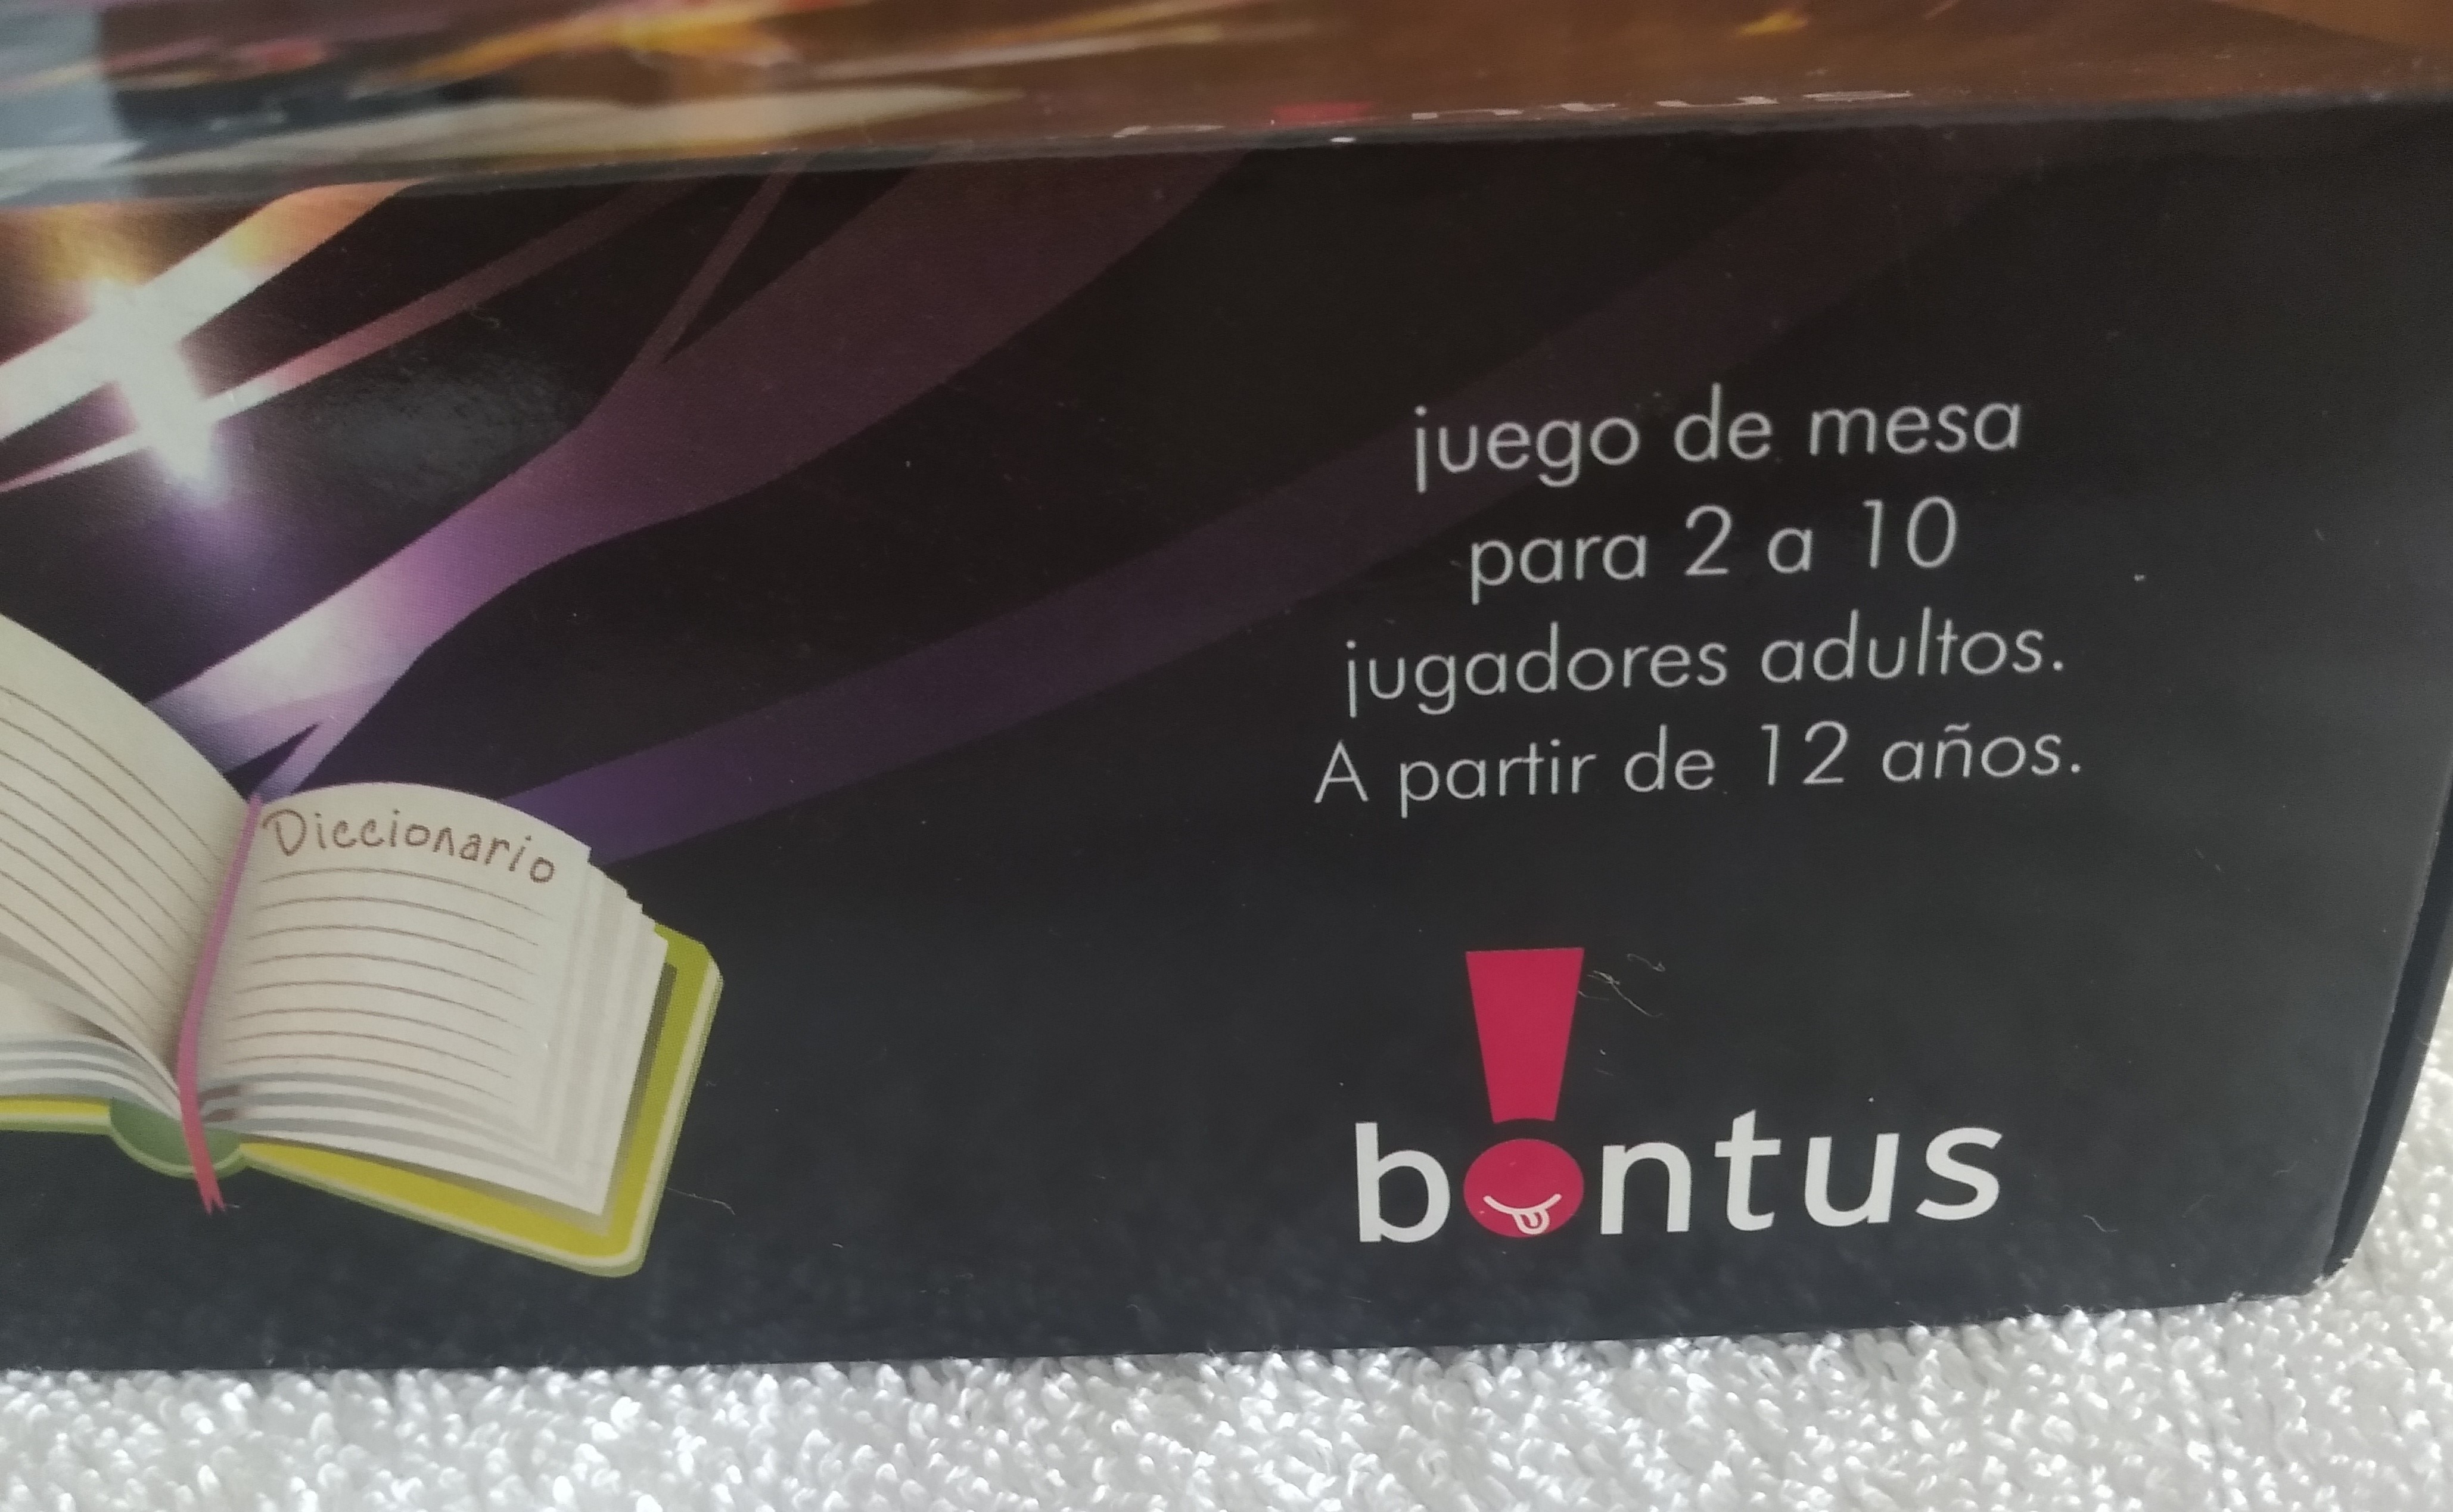 juego de mesa
para 2 a 10
jugadores adultos.
A partir de 12 años.
Diccionario
bontus